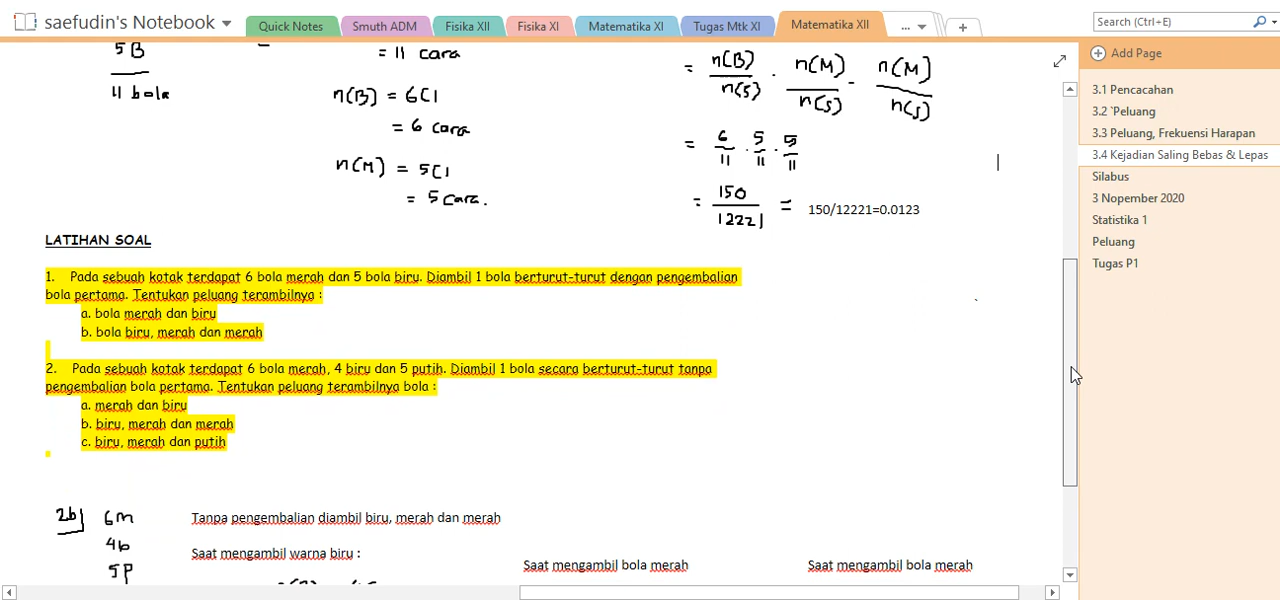 saefudin's Notebook
Quick Notes
Smuth ADM
Fisika XII
Fisika XI
Matematika XI
Tugas Mtk XI
Matematika XII
...
+
Search (Ctrl+E)
Add Page
3.1 Pencacahan
3.2 `Peluang
3.3 Peluang, Frekuensi Harapan
3.4 Kejadian Saling Bebas & Lepas
Silabus
3 Nopember 2020
Statistika 1
Peluang
Tugas P1
5B
11 bola
= 11 cara
n(B) = 6C1
= 6 cara
n(M) = 5C1
= 5 cara.
= n(B)/n(S) . n(M)/n(S) - n(M)/n(S)
= 6/11 . 5/11 . 5/11
= 150/12221 = 150/12221=0.0123
LATIHAN SOAL
1. Pada sebuah kotak terdapat 6 bola merah dan 5 bola biru. Diambil 1 bola berturut-turut dengan pengembalian
bola pertama. Tentukan peluang terambilnya :
a. bola merah dan biru
b. bola biru, merah dan merah
2. Pada sebuah kotak terdapat 6 bola merah, 4 biru dan 5 putih. Diambil 1 bola secara berturut-turut tanpa
pengembalian bola pertama. Tentukan peluang terambilnya bola :
a. merah dan biru
b. biru, merah dan merah
c. biru, merah dan putih
2b] 6m
4b
5P
Tanpa pengembalian diambil biru, merah dan merah
Saat mengambil warna biru :
Saat mengambil bola merah
Saat mengambil bola merah